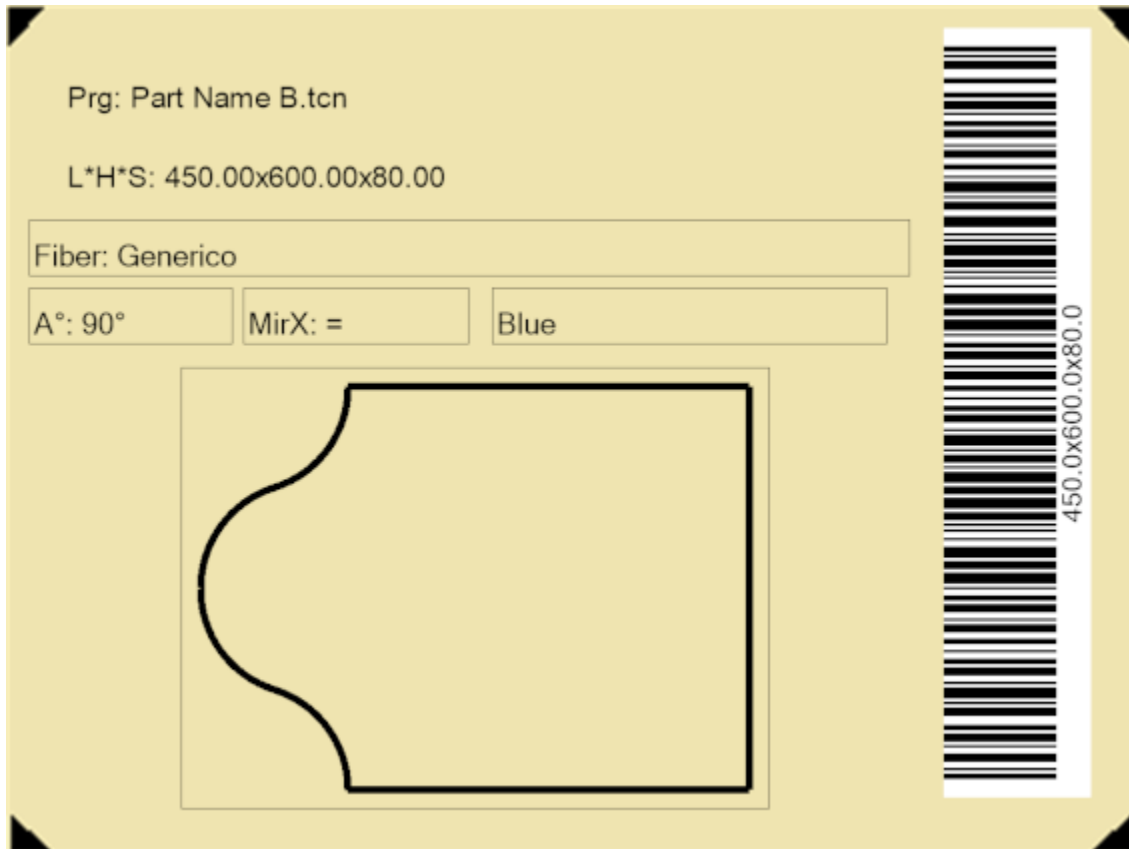 Prg: Part Name B.tcn
L*H*S: 450.00x600.00x80.00
Fiber: Generico
A°: 90°
MirX: =
Blue
450.0x600.0x80.0